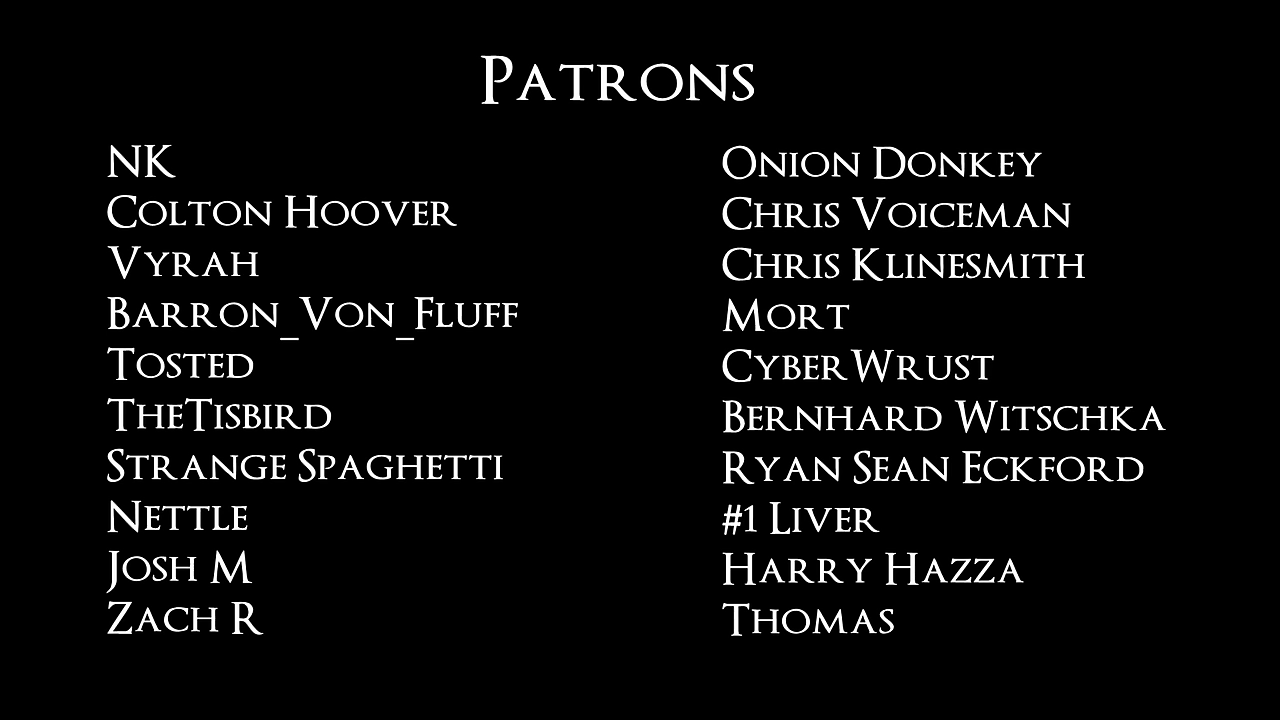 Patrons
NK
Colton Hoover
Vyrah
Barron_Von_Fluff
Tosted
TheTisbird
Strange Spaghetti
Nettle
Josh M
Zach R
Onion Donkey
Chris Voiceman
Chris Klinesmith
Mort
CyberWrust
Bernhard Witschka
Ryan Sean Eckford
#1 Liver
Harry Hazza
Thomas